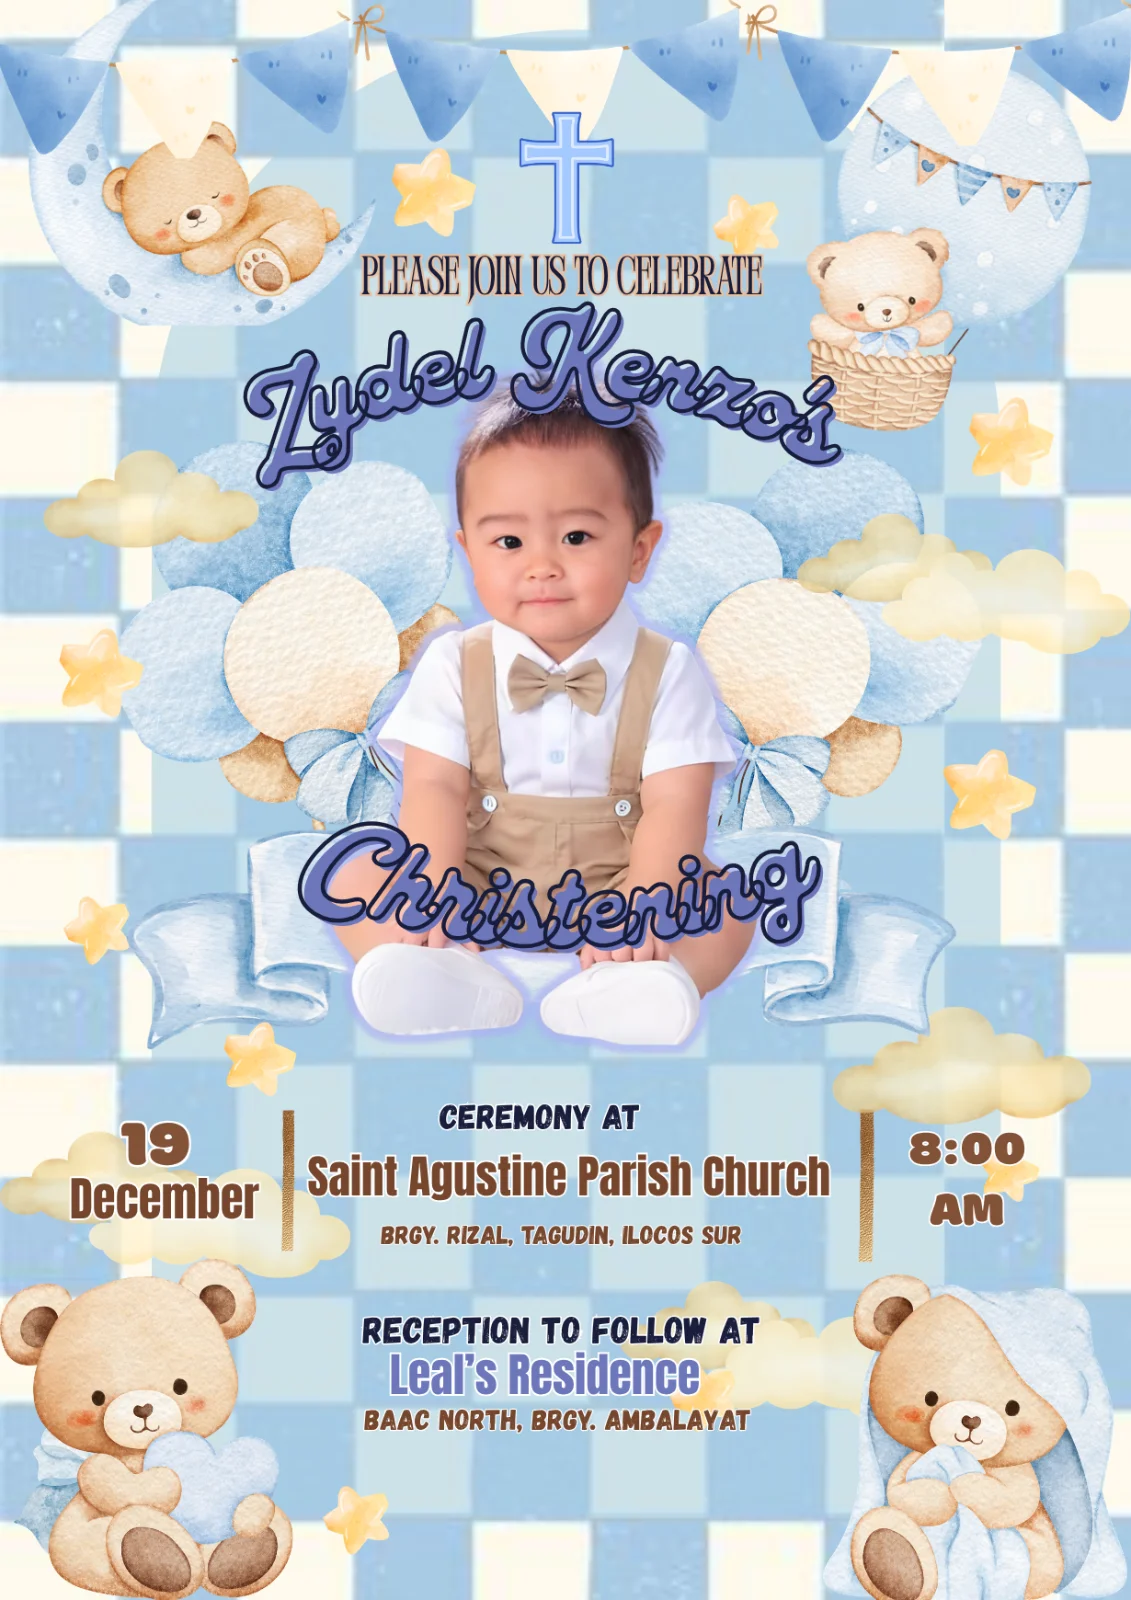 PLEASE JOIN US TO CELEBRATE
Zydel Kenzo's
Christening
19
December
CEREMONY AT
Saint Agustine Parish Church
BRGY. RIZAL, TAGUDIN, ILOCOS SUR
8:00
AM
RECEPTION TO FOLLOW AT
Leal's Residence
BAAC NORTH, BRGY. AMBALAYAT